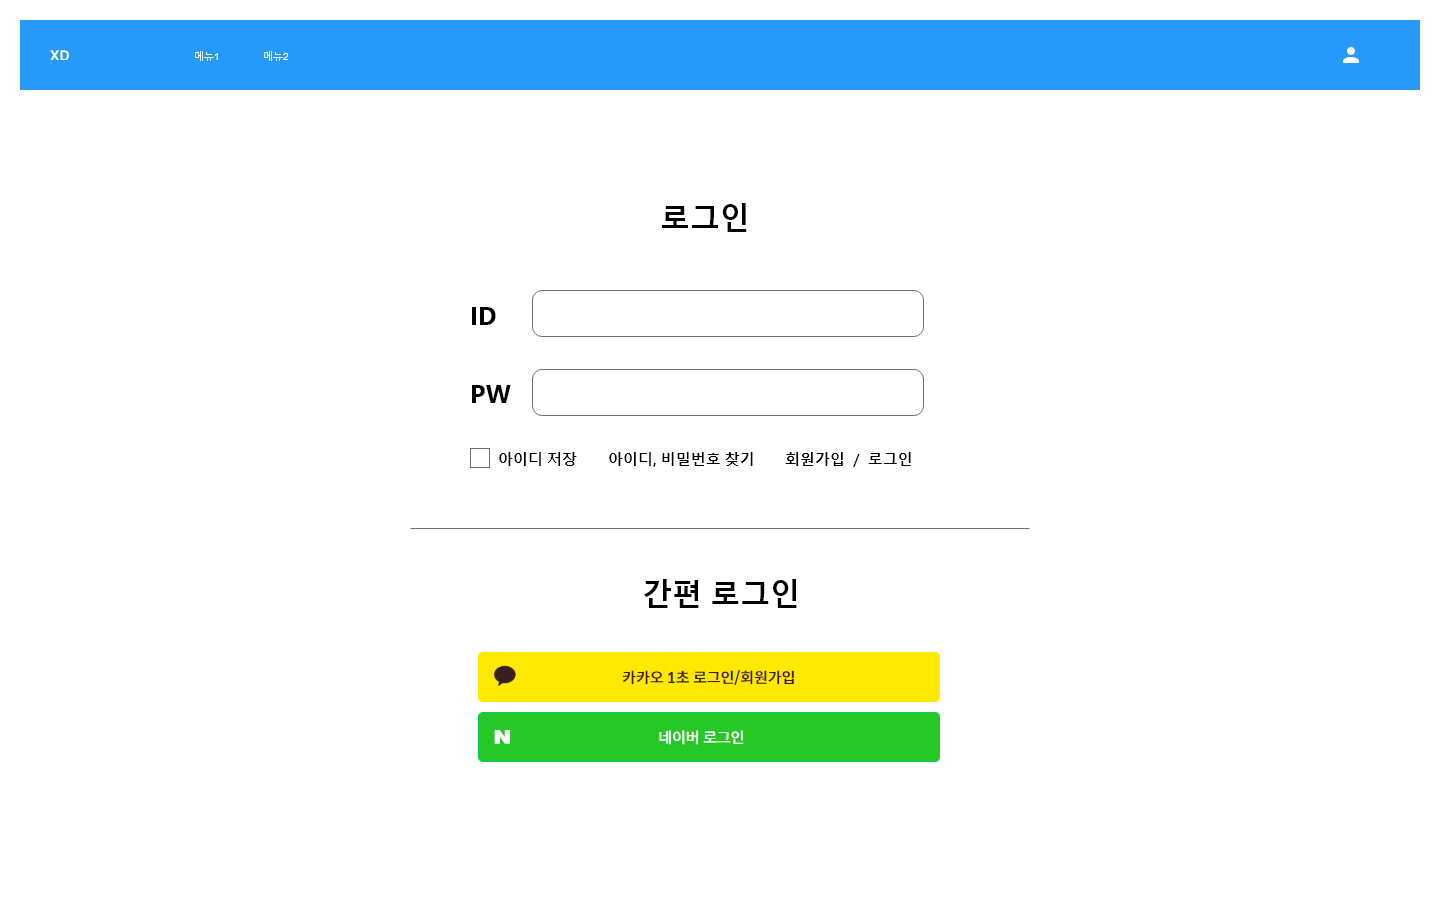 XD 메뉴1 메뉴2
로그인
ID
PW
아이디 저장 아이디, 비밀번호 찾기 회원가입 / 로그인
간편 로그인
카카오 1초 로그인/회원가입
N 네이버 로그인